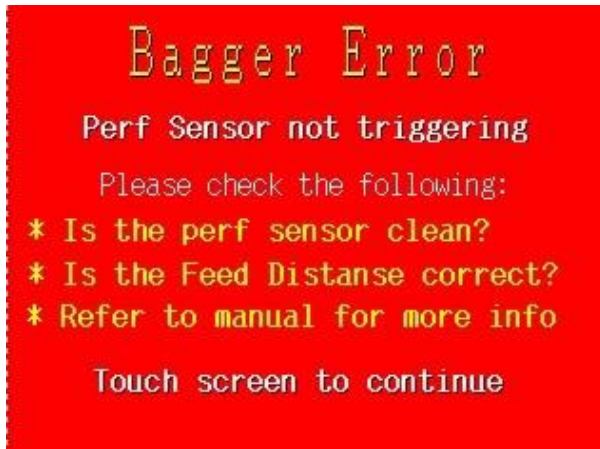 Bagger Error
Perf Sensor not triggering
Please check the following:
* Is the perf sensor clean?
* Is the Feed Distanse correct?
* Refer to manual for more info
Touch screen to continue